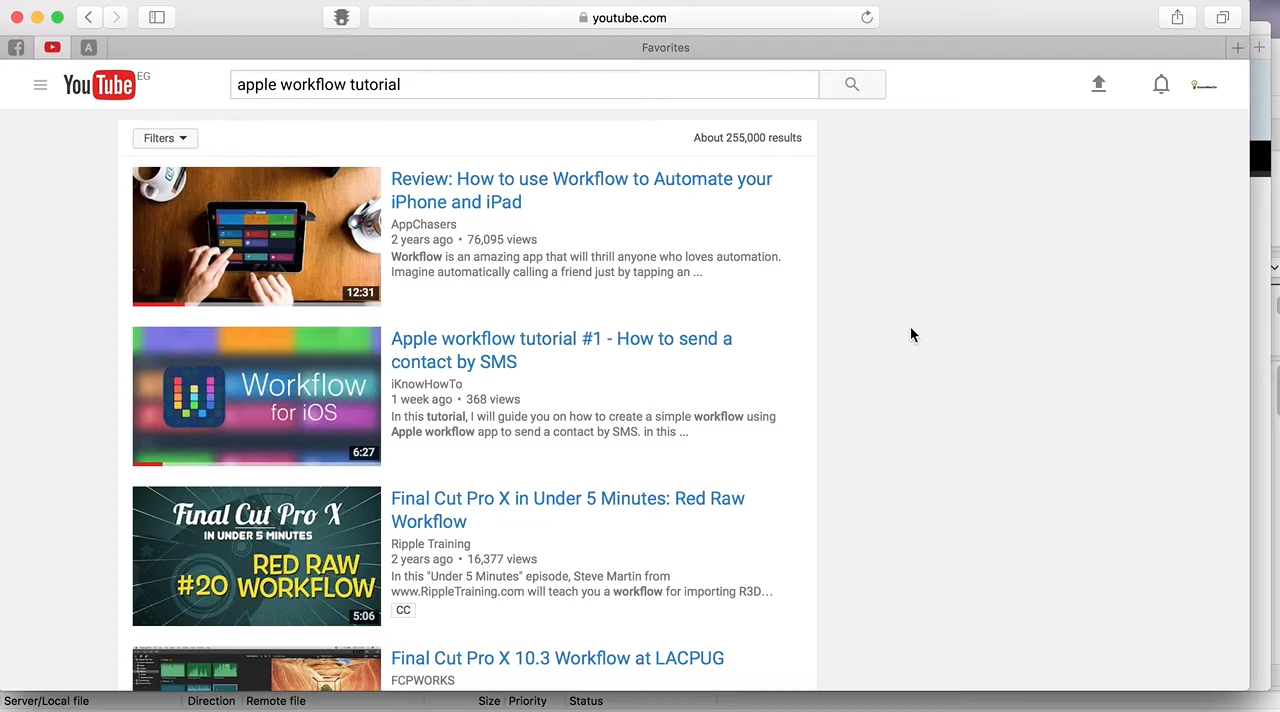 youtube.com
A
Favorites
YouTube EG
apple workflow tutorial
Filters
About 255,000 results
Review: How to use Workflow to Automate your
iPhone and iPad
AppChasers
2 years ago • 76,095 views
Workflow is an amazing app that will thrill anyone who loves automation.
Imagine automatically calling a friend just by tapping an ...
12:31
Apple workflow tutorial #1 - How to send a
contact by SMS
iKnowHowTo
1 week ago • 368 views
In this tutorial, I will guide you on how to create a simple workflow using
Apple workflow app to send a contact by SMS. in this ...
Workflow
for iOS
6:27
Final Cut Pro X in Under 5 Minutes: Red Raw
Workflow
Ripple Training
2 years ago • 16,377 views
In this "Under 5 Minutes" episode, Steve Martin from
www.RippleTraining.com will teach you a workflow for importing R3D...
CC
Final Cut Pro X
IN UNDER 5 MINUTES
RED RAW
#20 WORKFLOW
5:06
Final Cut Pro X 10.3 Workflow at LACPUG
FCPWORKS
Server/Local file Direction Remote file Size Priority Status